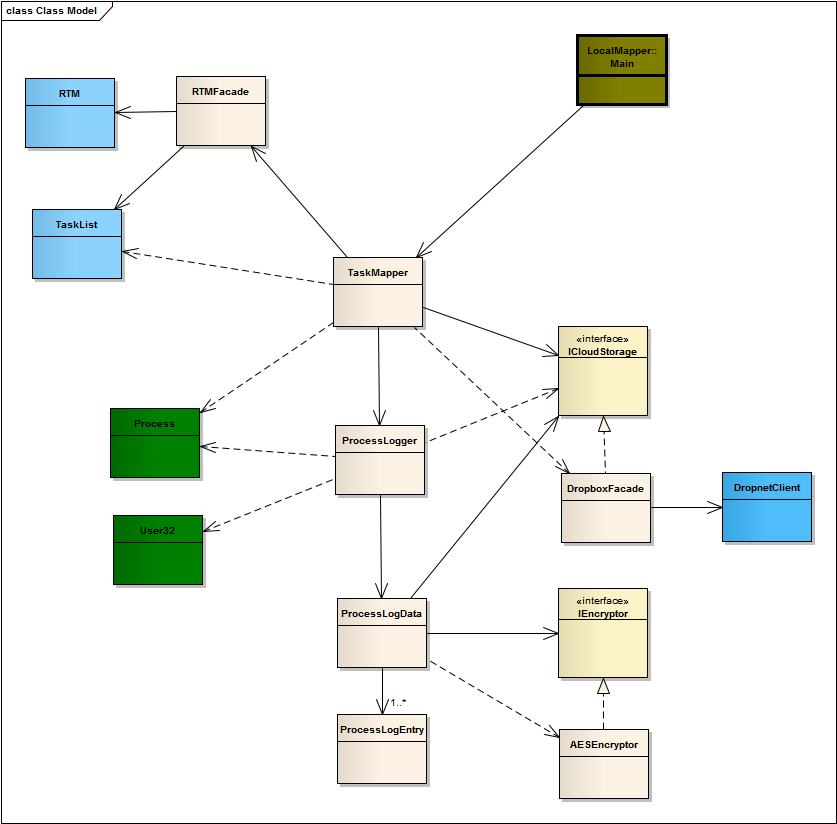 class Class Model
LocalMapper::
Main
RTM
RTMFacade
TaskList
TaskMapper
«interface»
ICloudStorage
Process
ProcessLogger
DropboxFacade
DropnetClient
User32
ProcessLogData
«interface»
IEncryptor
1..*
ProcessLogEntry
AESEncryptor